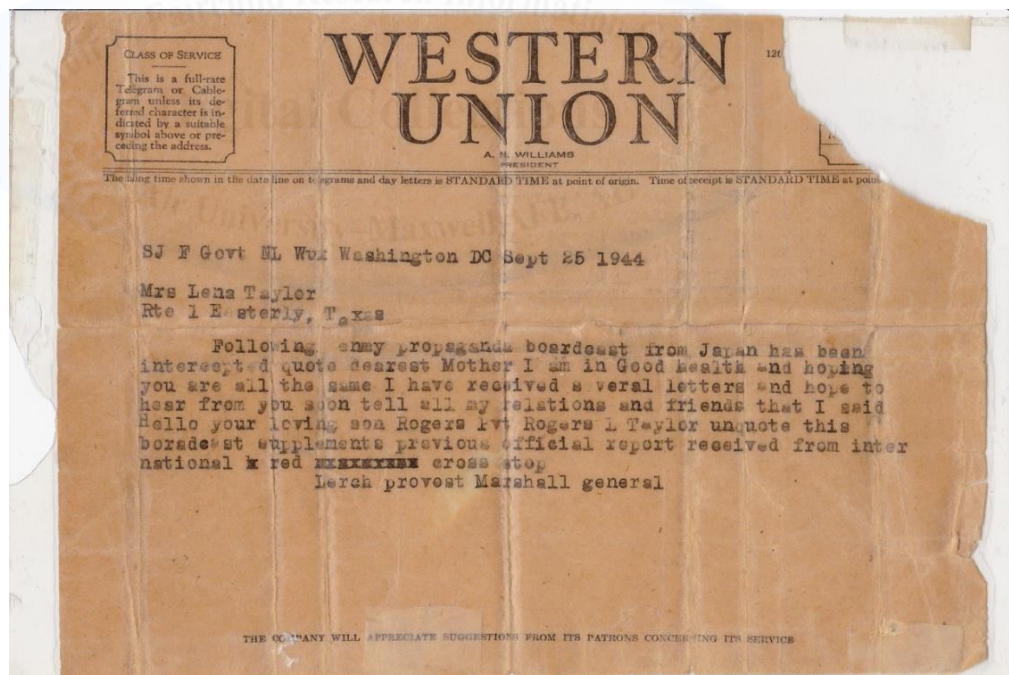 CLASS OF SERVICE
This is a full-rate
Telegram or Cable-
gram unless its de-
ferred character is in-
dicated by a suitable
symbol above or pre-
ceding the address.
WESTERN
UNION
A. N. WILLIAMS
PRESIDENT
120
The filing time shown in the date line on telegrams and day letters is STANDARD TIME at point of origin. Time of receipt is STANDARD TIME at point
SJ F Govt NL Wux Washington DC Sept 25 1944
Mrs Lena Taylor
Rte 1 E sterly, Texas
Following enmy propaganda boardcast from Japan has been
intercept d quote dearest Mother I am in Good health and hoping
you are all the same I have received s veral letters and hope to
hear from you soon tell all my relations and friends that I said
Hello your loving son Rogers Pvt Rogers L Taylor unquote this
boradcast supplements previous official report received from inter
national x red xxxxxxxxx cross stop
Lerch provost Marshall general
THE COMPANY WILL APPRECIATE SUGGESTIONS FROM ITS PATRONS CONCERNING ITS SERVICE